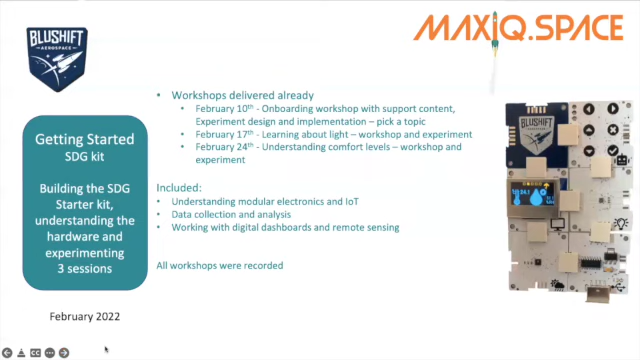 BLUSHIFT
AEROSPACE
MAXIQ.SPACE
Getting Started
SDG kit
Building the SDG
Starter kit,
understanding the
hardware and
experimenting
3 sessions
February 2022
• Workshops delivered already
• February 10th - Onboarding workshop with support content,
Experiment design and implementation – pick a topic
• February 17th - Learning about light – workshop and experiment
• February 24th - Understanding comfort levels – workshop and
experiment
Included:
• Understanding modular electronics and IoT
• Data collection and analysis
• Working with digital dashboards and remote sensing
All workshops were recorded
BLUSHIFT
AEROSPACE